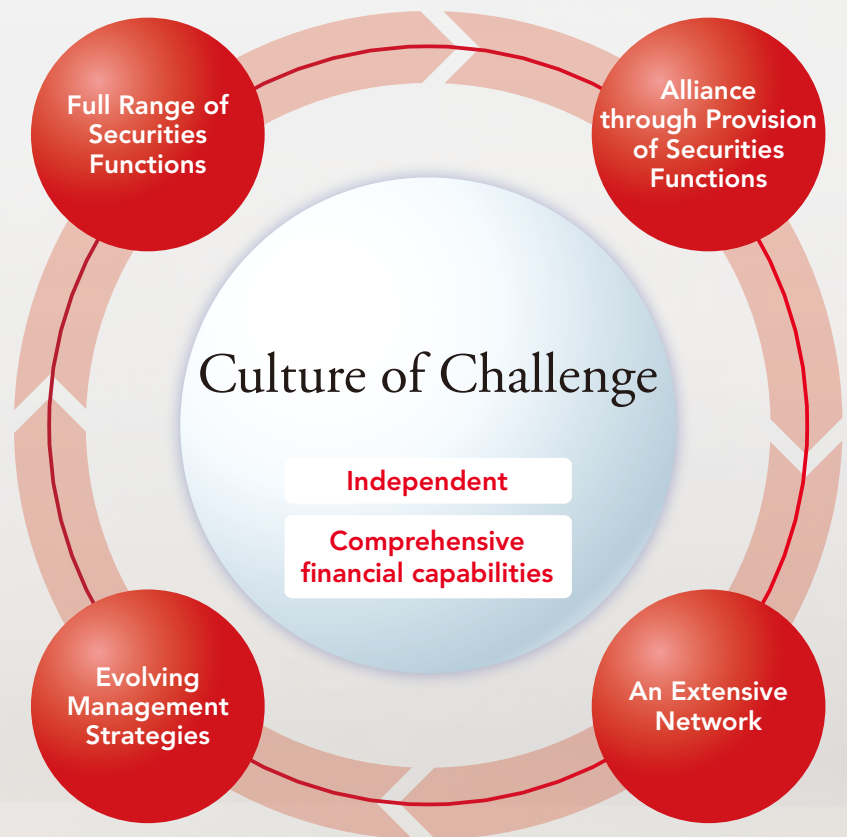 Full Range of
Securities
Functions
Alliance
through Provision
of Securities
Functions
Culture of Challenge
Independent
Comprehensive
financial capabilities
Evolving
Management
Strategies
An Extensive
Network